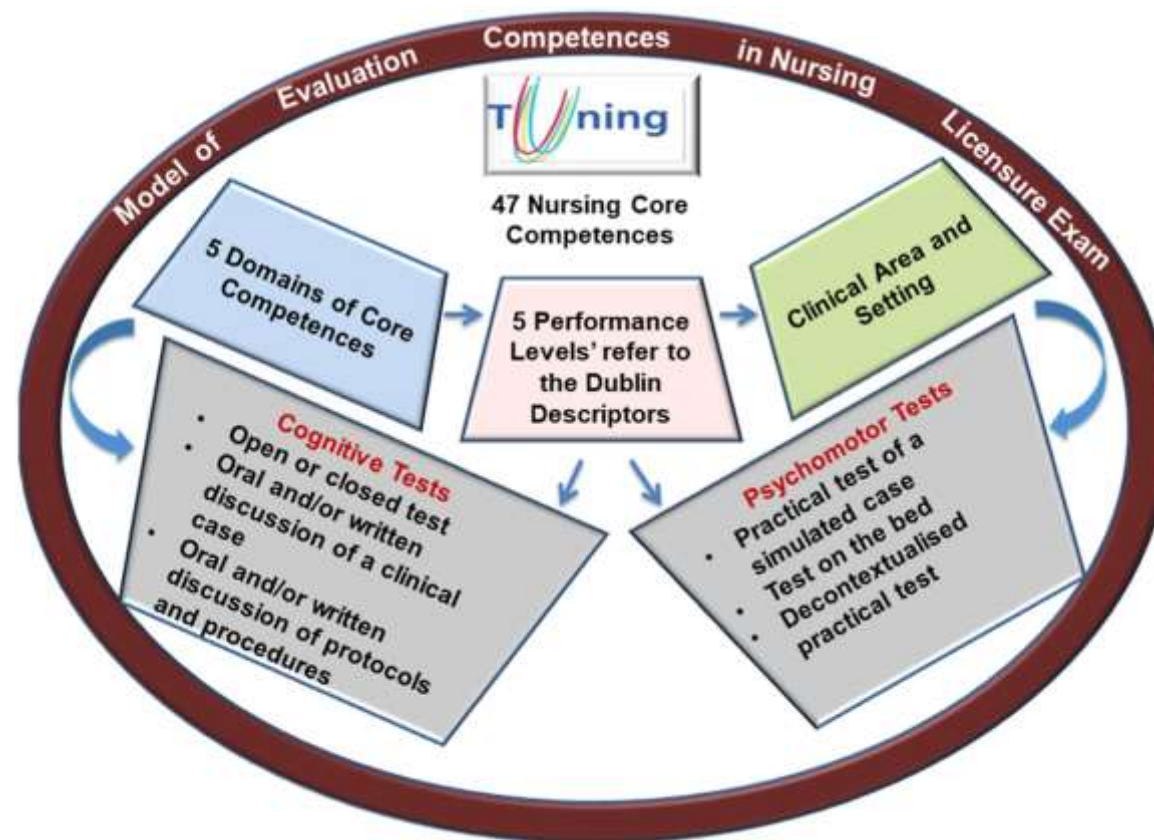 Model of Evaluation Competences in Nursing Licensure Exam
Tuning
47 Nursing Core
Competences
5 Domains of Core
Competences
5 Performance
Levels’ refer to
the Dublin
Descriptors
Clinical Area and
Setting
Cognitive Tests
• Open or closed test
• Oral and/or written
discussion of a clinical
case
• Oral and/or written
discussion of protocols
and procedures
Psychomotor Tests
• Practical test of a
simulated case
• Test on the bed
• Decontextualised
practical test